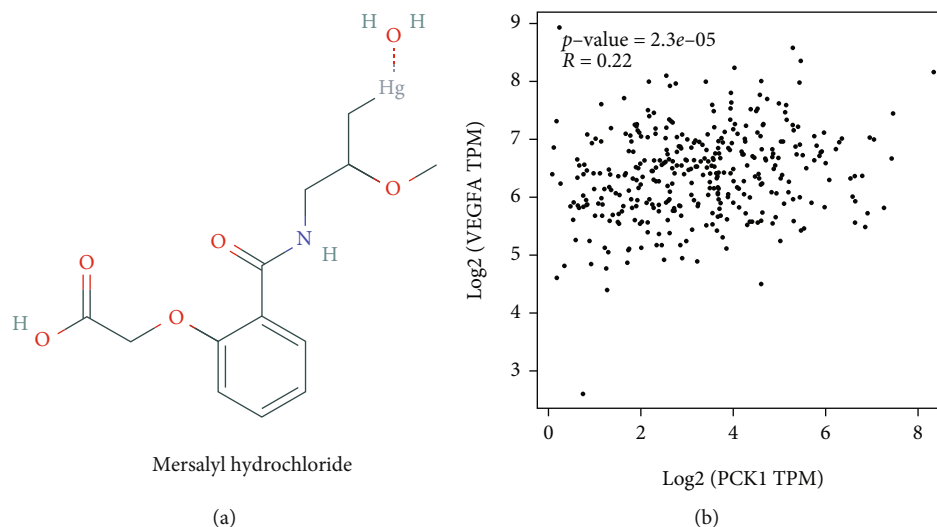 H H
O
Hg
O
O
N
H
O
O
H
O
Mersalyl hydrochloride
(a)
9
8
7
6
5
4
3
Log2 (VEGFA TPM)
p–value = 2.3e–05
R = 0.22
0 2 4 6 8
Log2 (PCK1 TPM)
(b)